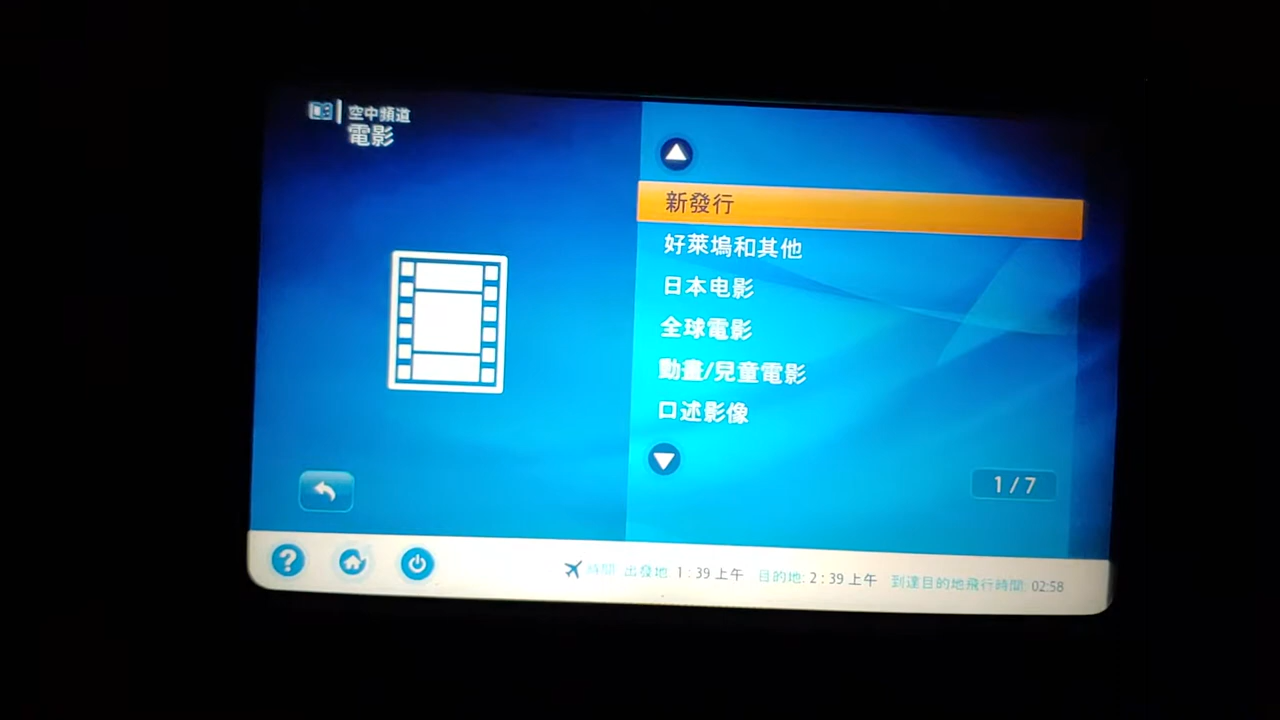 空中頻道
電影
新發行
好萊塢和其他
日本电影
全球電影
動畫/兒童電影
口述影像
1/7
時間: 出發地: 1:39 上午 目的地: 2:39 上午 到達目的地飛行時間: 02:58